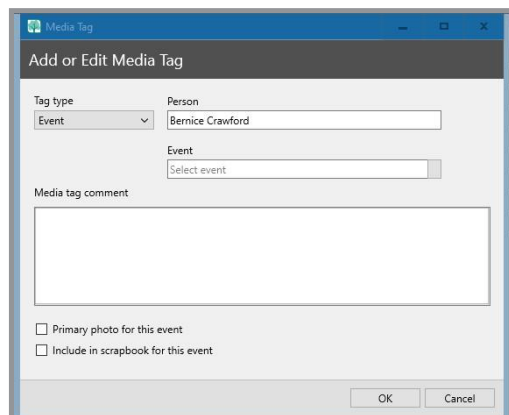 Media Tag
Add or Edit Media Tag
Tag type
Person
Event
Bernice Crawford
Event
Select event
Media tag comment
Primary photo for this event
Include in scrapbook for this event
OK
Cancel